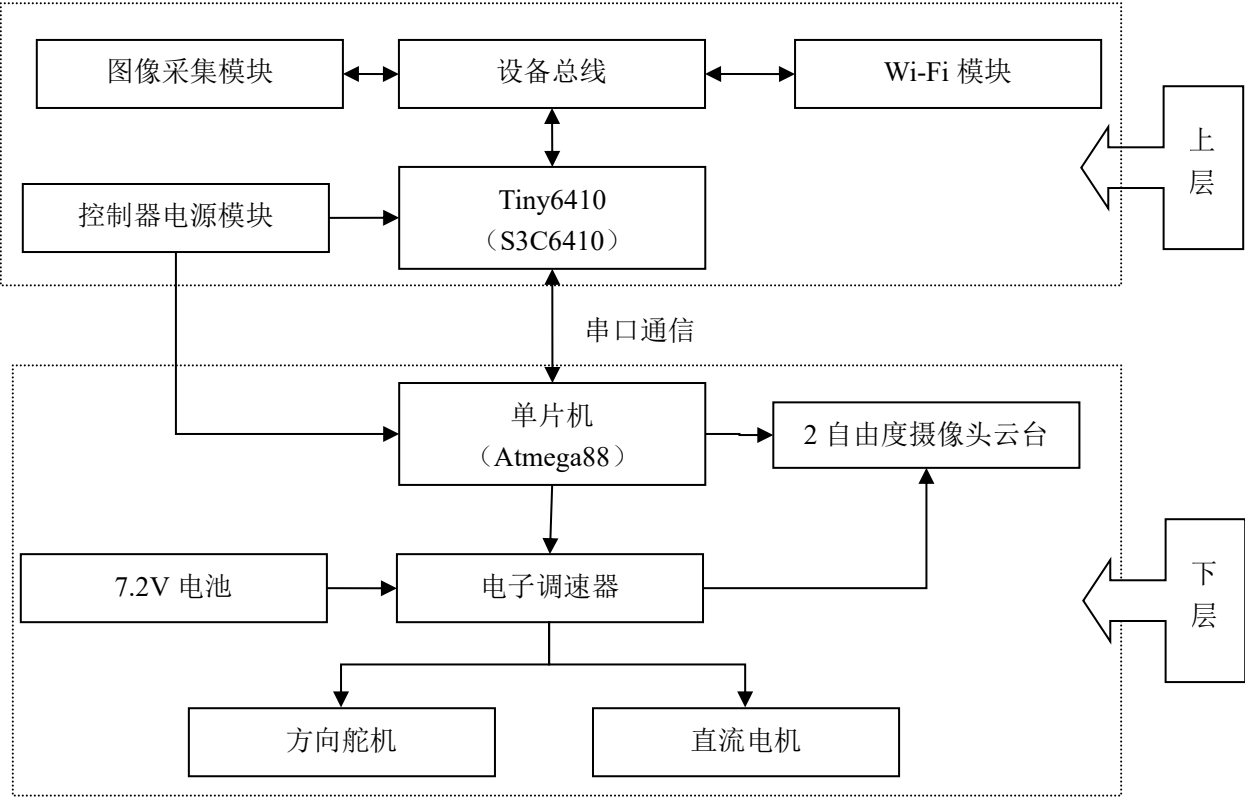 图像采集模块
设备总线
Wi-Fi 模块
上
层
控制器电源模块
Tiny6410
（S3C6410）
串口通信
单片机
（Atmega88）
2 自由度摄像头云台
7.2V 电池
电子调速器
下
层
方向舵机
直流电机